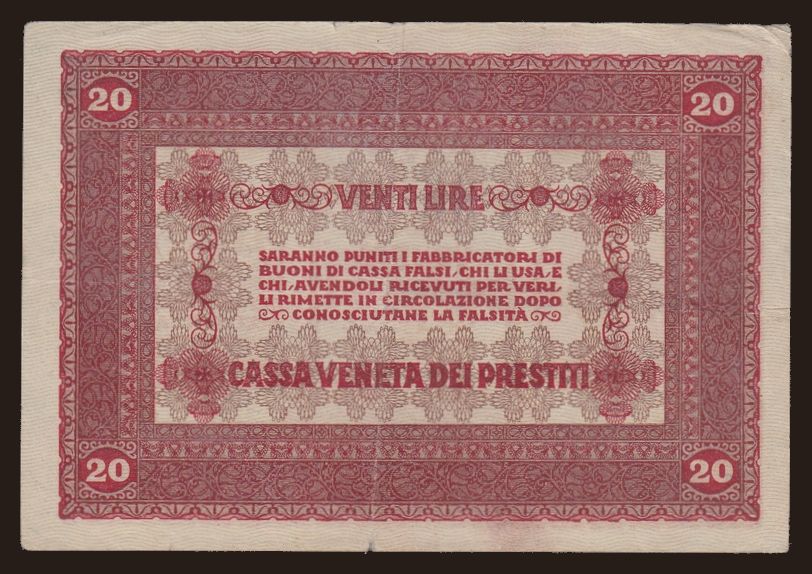 20 20
VENTI LIRE
SARANNO PUNITI I FABBRICATORI DI
BUONI DI CASSA FALSI, CHI LI USA, E
CHI, AVENDOLI RICEVUTI PER VERI,
LI RIMETTE IN CIRCOLAZIONE DOPO
CONOSCIUTANE LA FALSITÀ
CASSA VENETA DEI PRESTITI
20 20